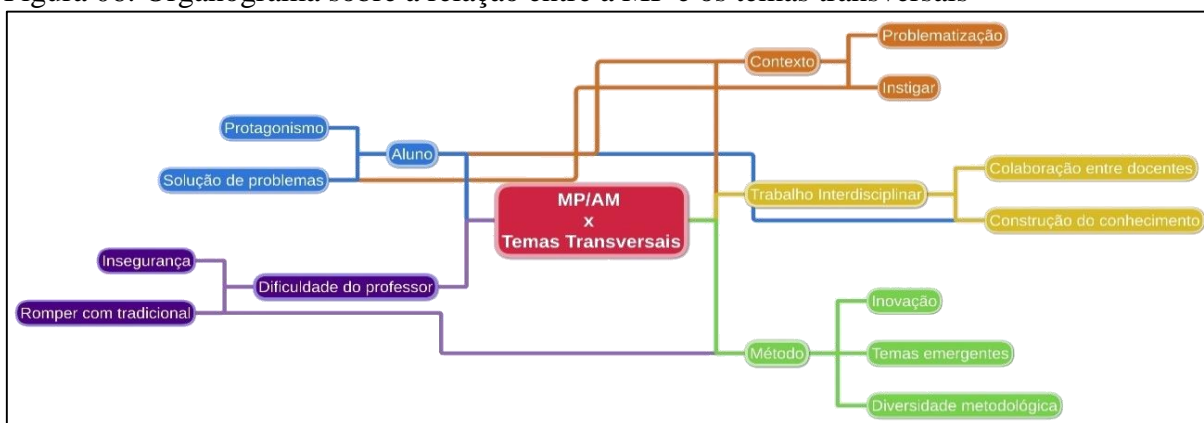 Figura 08: Organograma sobre a relação entre a MP e os temas transversais
Problematização
Contexto
Instigar
Protagonismo
Aluno
Solução de problemas
Colaboração entre docentes
Trabalho Interdisciplinar
Construção do conhecimento
MP/AM
x
Temas Transversais
Insegurança
Dificuldade do professor
Romper com tradicional
Inovação
Método
Temas emergentes
Diversidade metodológica